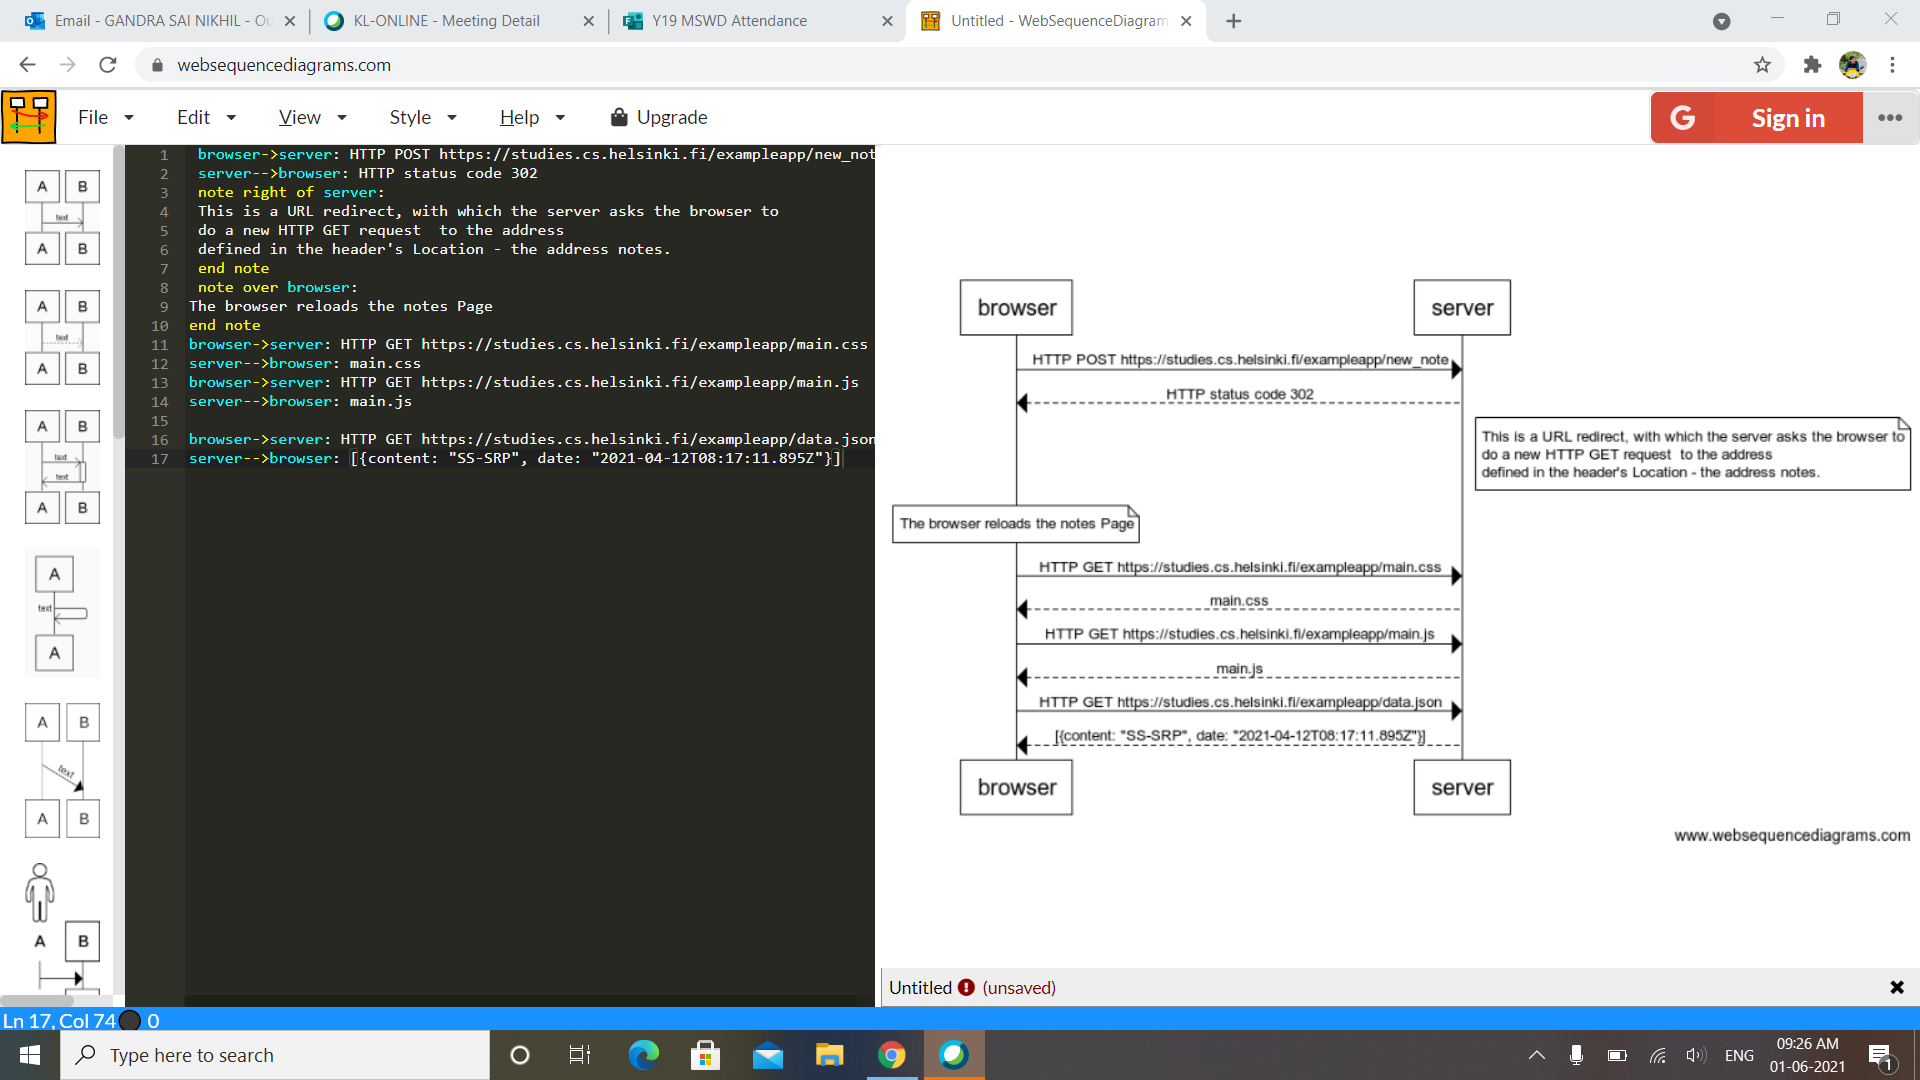 Email - GANDRA SAI NIKHIL - Ou
KL-ONLINE - Meeting Detail
Y19 MSWD Attendance
Untitled - WebSequenceDiagram
websequencediagrams.com
File
Edit
View
Style
Help
Upgrade
G
Sign in
A B
text
A B
A B
text
A B
A B
text
text
A B
A
text
A
A B
text
A B
A B
1 browser->server: HTTP POST https://studies.cs.helsinki.fi/exampleapp/new_not
2 server-->browser: HTTP status code 302
3 note right of server:
4 This is a URL redirect, with which the server asks the browser to
5 do a new HTTP GET request  to the address
6 defined in the header's Location - the address notes.
7 end note
8 note over browser:
9 The browser reloads the notes Page
10 end note
11 browser->server: HTTP GET https://studies.cs.helsinki.fi/exampleapp/main.css
12 server-->browser: main.css
13 browser->server: HTTP GET https://studies.cs.helsinki.fi/exampleapp/main.js
14 server-->browser: main.js
15
16 browser->server: HTTP GET https://studies.cs.helsinki.fi/exampleapp/data.json
17 server-->browser: [{content: "SS-SRP", date: "2021-04-12T08:17:11.895Z"}]
browser
server
HTTP POST https://studies.cs.helsinki.fi/exampleapp/new_note
HTTP status code 302
This is a URL redirect, with which the server asks the browser to
do a new HTTP GET request  to the address
defined in the header's Location - the address notes.
The browser reloads the notes Page
HTTP GET https://studies.cs.helsinki.fi/exampleapp/main.css
main.css
HTTP GET https://studies.cs.helsinki.fi/exampleapp/main.js
main.js
HTTP GET https://studies.cs.helsinki.fi/exampleapp/data.json
[{content: "SS-SRP", date: "2021-04-12T08:17:11.895Z"}]
browser
server
www.websequencediagrams.com
Untitled ! (unsaved)
Ln 17, Col 74 0
Type here to search
ENG
09:26 AM
01-06-2021
1